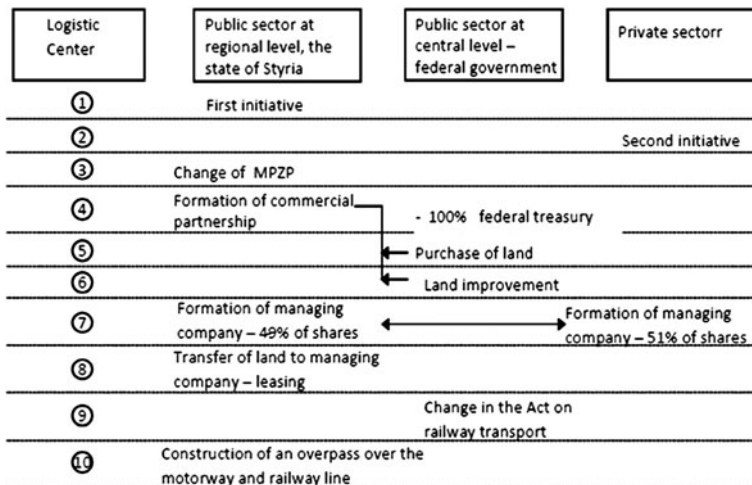 Logistic
Center
Public sector at
regional level, the
state of Styria
Public sector at
central level –
federal government
Private sectorr
1
First initiative
2
Second initiative
3
Change of MPZP
4
Formation of commercial
partnership
- 100% federal treasury
5
Purchase of land
6
Land improvement
7
Formation of managing
company – 49% of shares
Formation of managing
company – 51% of shares
8
Transfer of land to managing
company – leasing
9
Change in the Act on
railway transport
10
Construction of an overpass over the
motorway and railway line